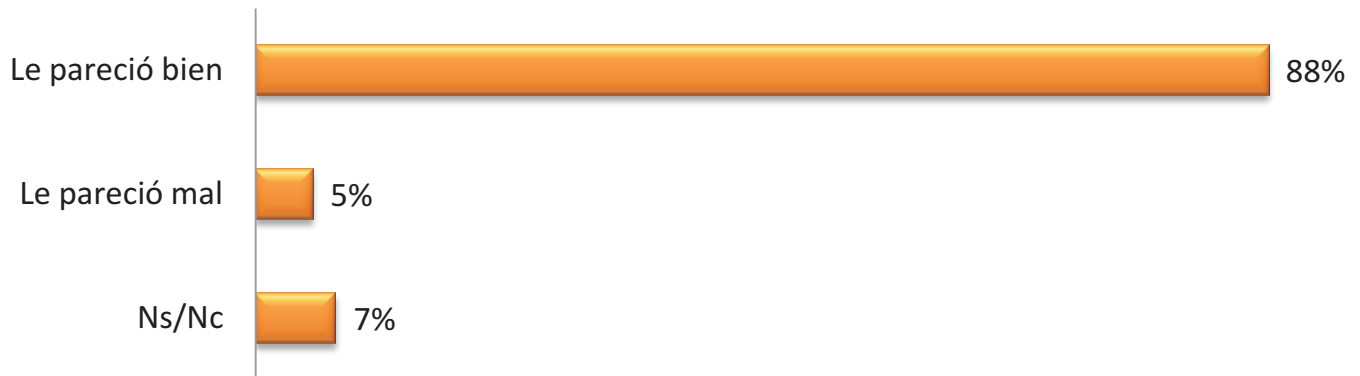 Le pareció bien 88%
Le pareció mal 5%
Ns/Nc 7%